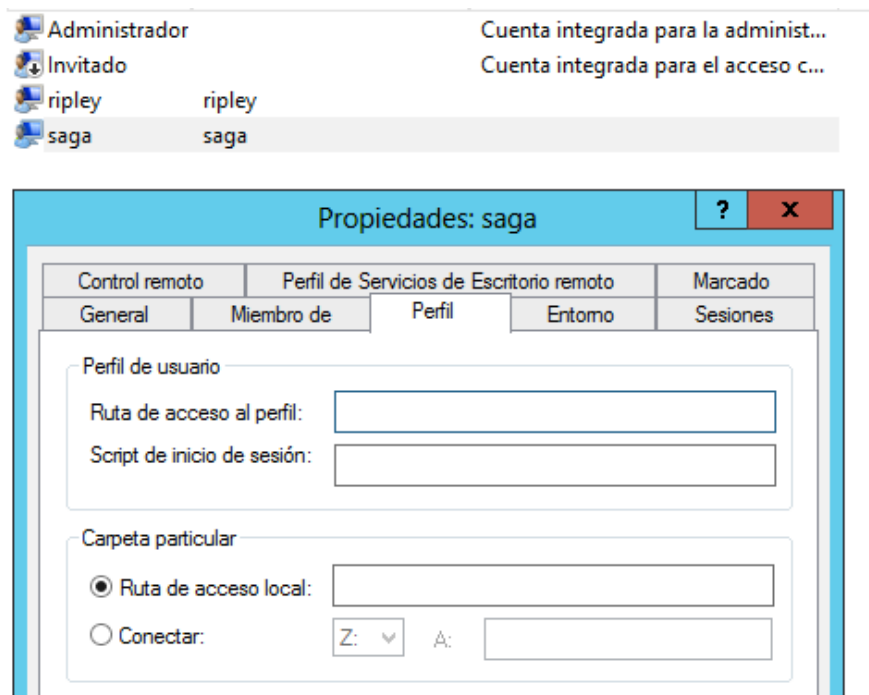 Administrador Cuenta integrada para la administ...
Invitado Cuenta integrada para el acceso c...
ripley ripley
saga saga
Propiedades: saga ? x
Control remoto Perfil de Servicios de Escritorio remoto Marcado
General Miembro de Perfil Entorno Sesiones
Perfil de usuario
Ruta de acceso al perfil:
Script de inicio de sesión:
Carpeta particular
Ruta de acceso local:
Conectar: Z: A: